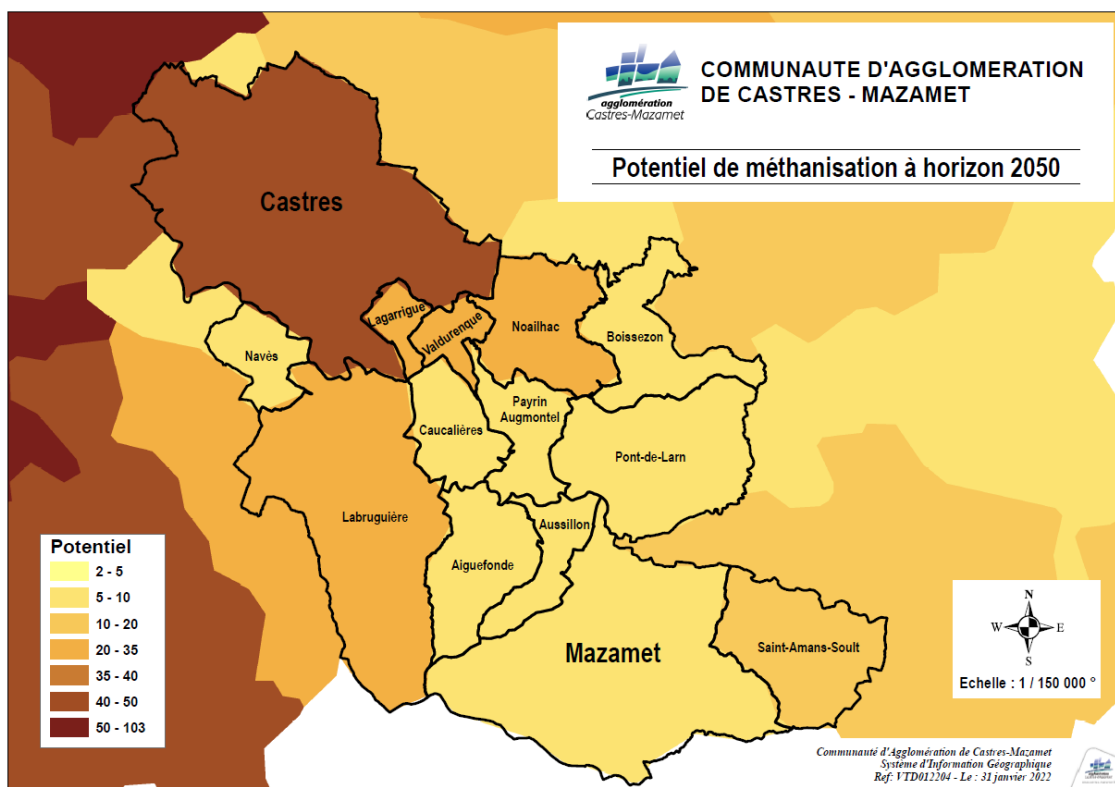 agglomération
Castres-Mazamet
COMMUNAUTE D'AGGLOMERATION
DE CASTRES - MAZAMET
Potentiel de méthanisation à horizon 2050
Castres
Lagarrigue
Valdurenque
Noailhac
Boissezon
Navès
Payrin
Augmontel
Caucalières
Pont-de-Larn
Labruguière
Aussillon
Aiguefonde
Mazamet
Saint-Amans-Soult
Potentiel
2 - 5
5 - 10
10 - 20
20 - 35
35 - 40
40 - 50
50 - 103
N
W E
S
Echelle : 1 / 150 000 °
Communauté d'Agglomération de Castres-Mazamet
Système d'Information Géographique
Ref: VTD012204 - Le : 31 janvier 2022